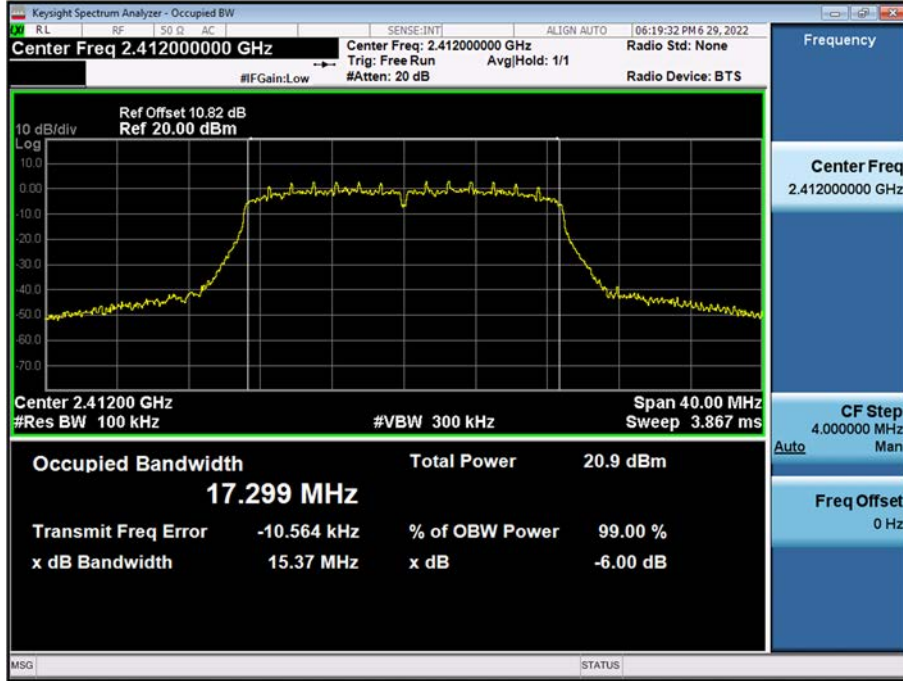 Keysight Spectrum Analyzer - Occupied BW
RL RF 50 Ω AC SENSE:INT ALIGN AUTO 06:19:32 PM 6 29, 2022
Center Freq 2.412000000 GHz
Center Freq: 2.412000000 GHz Radio Std: None
Trig: Free Run Avg|Hold: 1/1
#IFGain:Low #Atten: 20 dB Radio Device: BTS
Ref Offset 10.82 dB
10 dB/div Ref 20.00 dBm
Log
10.0
0.00
-10.0
-20.0
-30.0
-40.0
-50.0
-60.0
-70.0
Center 2.41200 GHz Span 40.00 MHz
#Res BW 100 kHz #VBW 300 kHz Sweep 3.867 ms
Occupied Bandwidth Total Power 20.9 dBm
17.299 MHz
Transmit Freq Error -10.564 kHz % of OBW Power 99.00 %
x dB Bandwidth 15.37 MHz x dB -6.00 dB
MSG STATUS
Frequency
Center Freq
2.412000000 GHz
CF Step
4.000000 MHz
Auto Man
Freq Offset
0 Hz